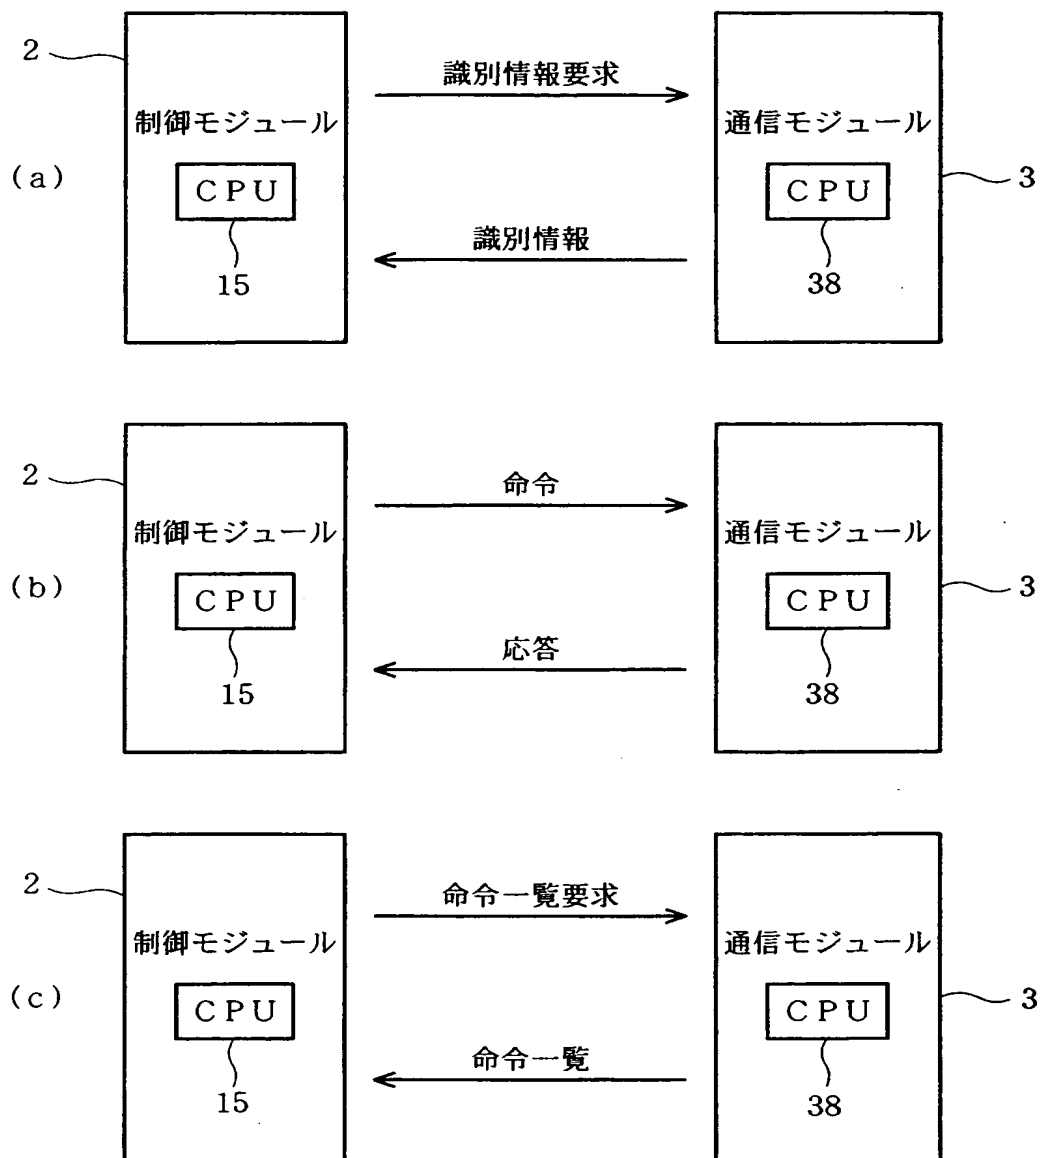 2
識別情報要求
制御モジュール
通信モジュール
(a)
CPU
CPU
3
識別情報
15
38
2
命令
制御モジュール
通信モジュール
(b)
CPU
CPU
3
応答
15
38
2
命令一覧要求
制御モジュール
通信モジュール
(c)
CPU
CPU
3
命令一覧
15
38